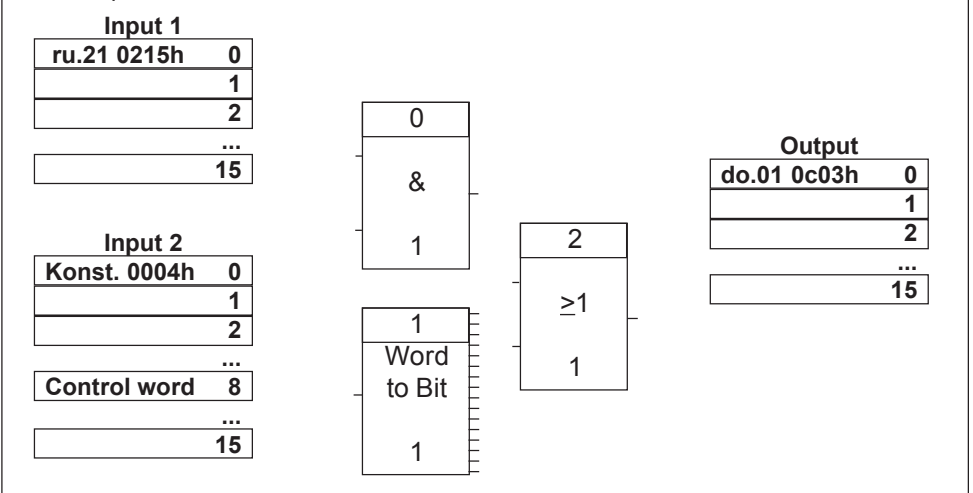 Input 1
ru.21 0215h 0
1
2
...
15
Input 2
Konst. 0004h 0
1
2
...
Control word 8
...
15
0
&
1
1
Word
to Bit
1
2
≥1
1
Output
do.01 0c03h 0
1
2
...
15